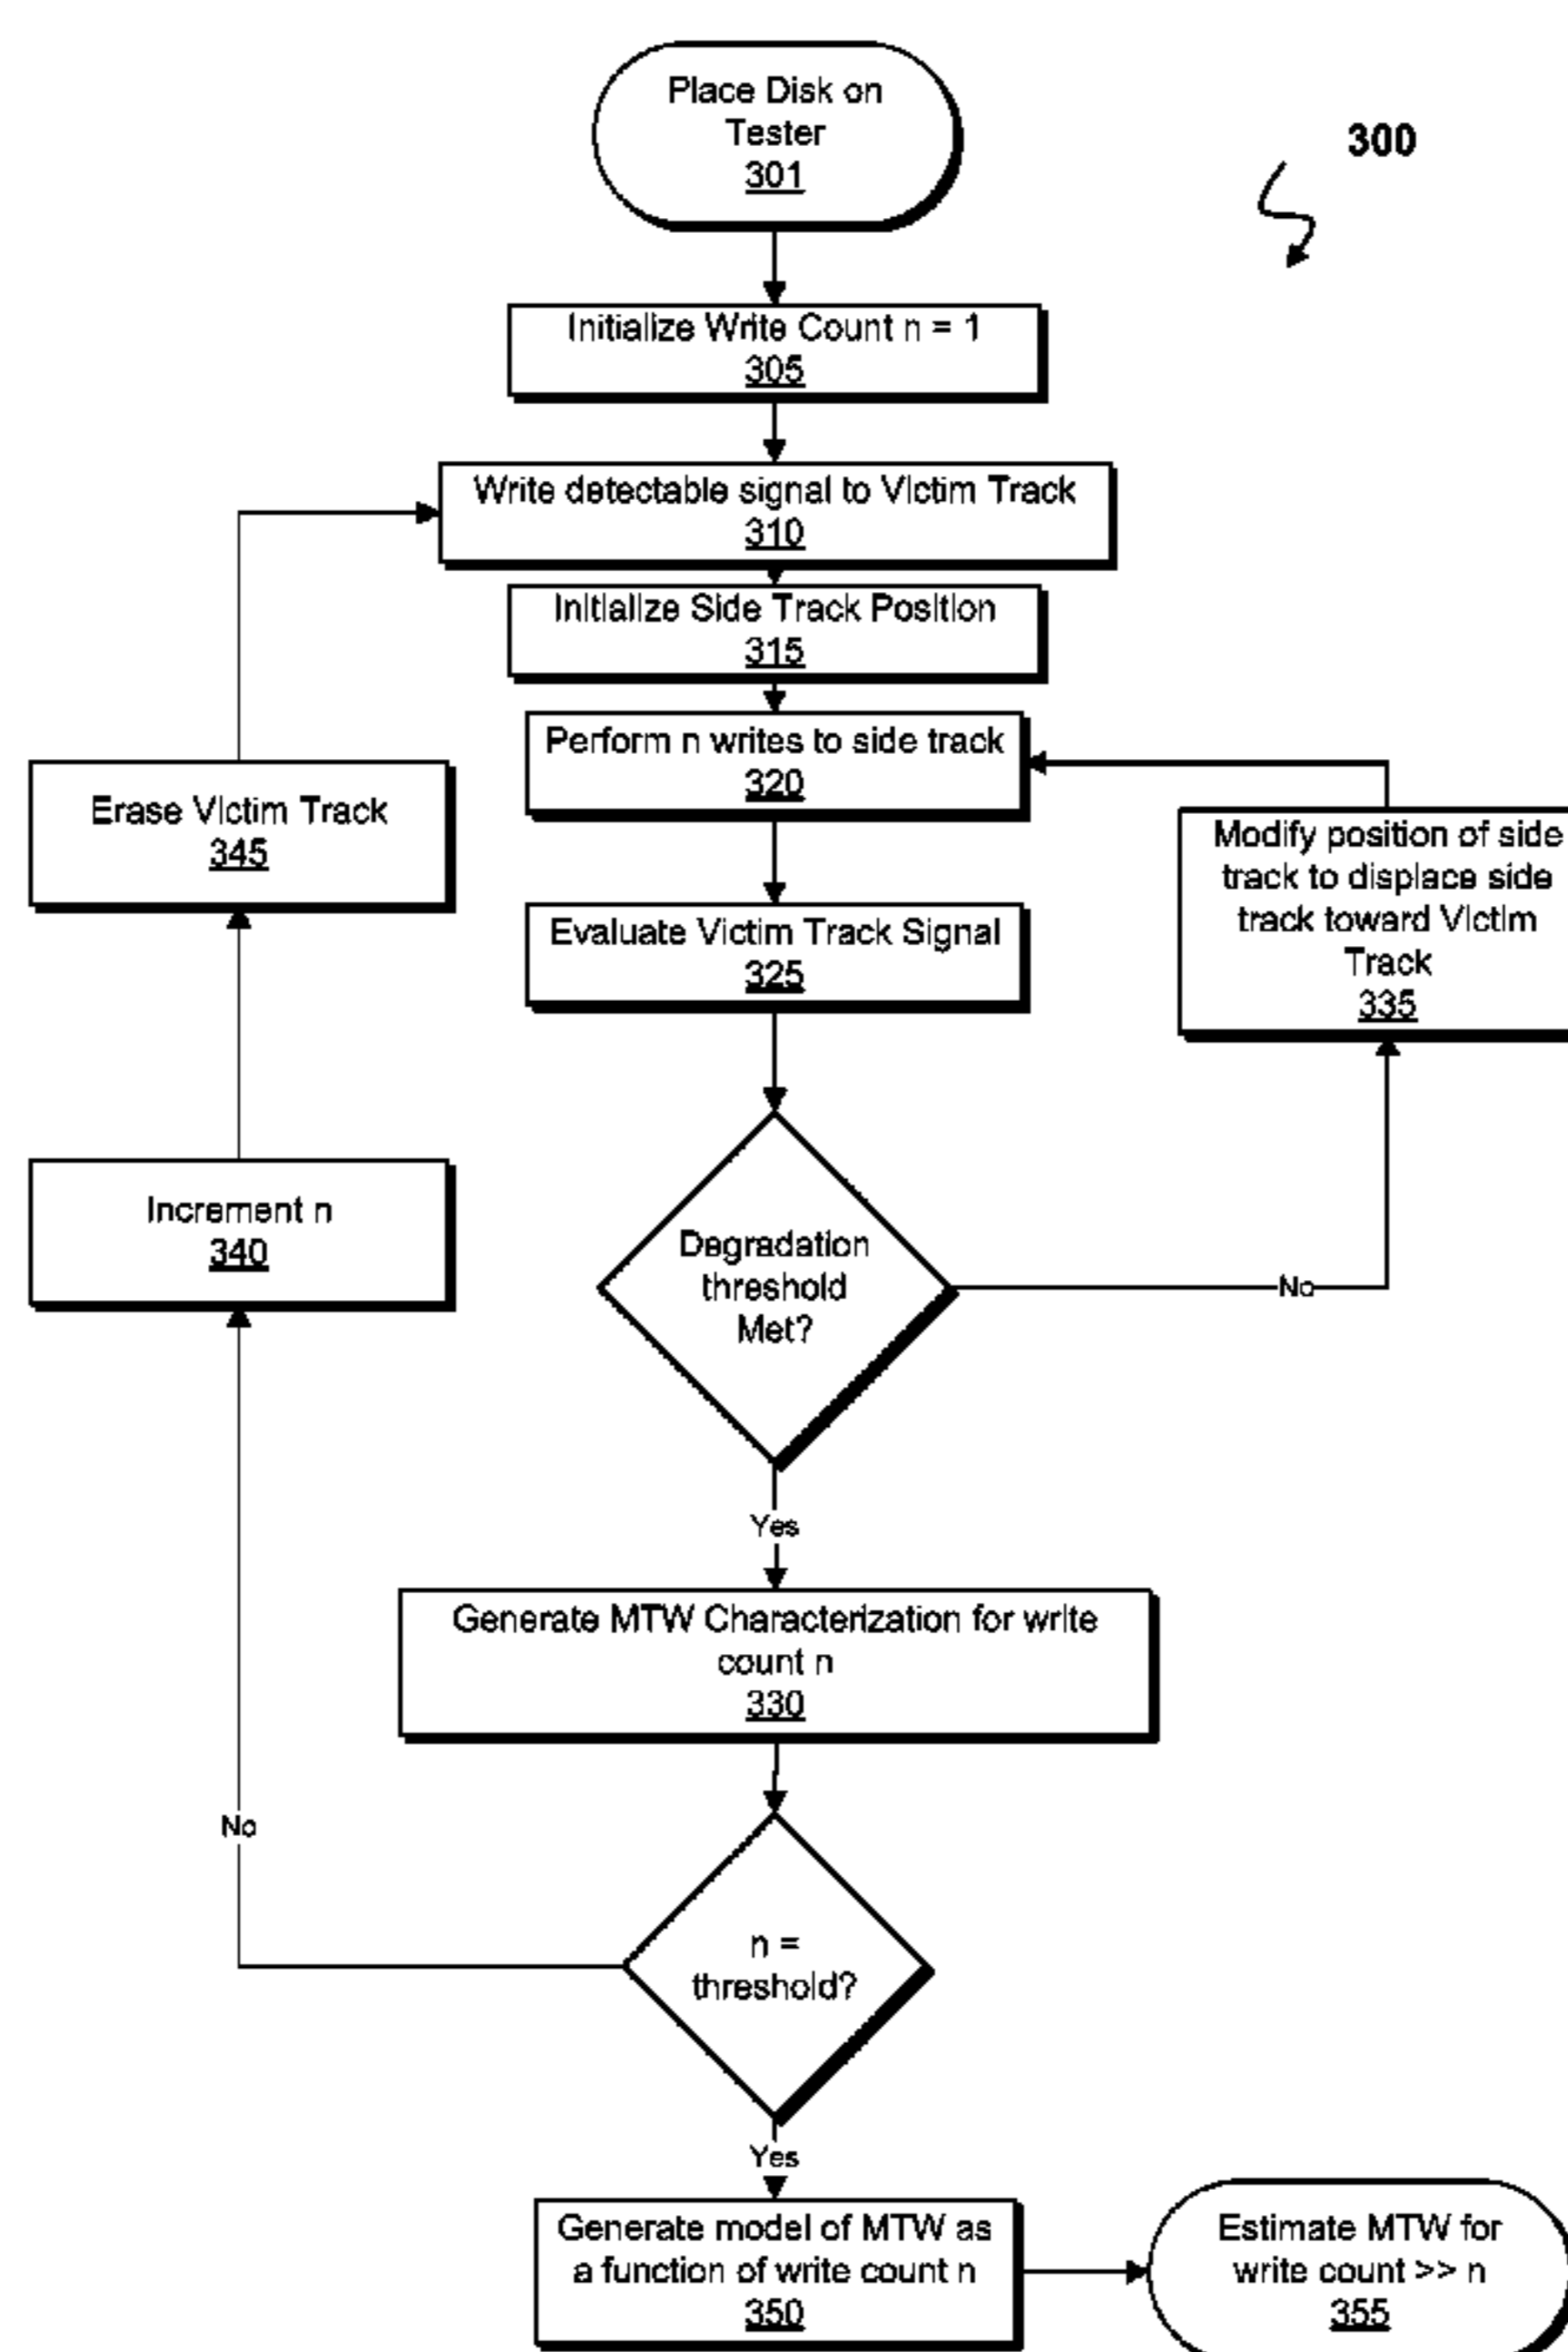 Place Disk on
Tester
301
300
Initialize Write Count n = 1
305
Write detectable signal to Victim Track
310
Initialize Side Track Position
315
Perform n writes to side track
320
Erase Victim Track
345
Modify position of side
track to displace side
track toward Victim
Track
335
Evaluate Victim Track Signal
325
Increment n
340
Degradation
threshold
Met?
No
Yes
Generate MTW Characterization for write
count n
330
No
n =
threshold?
Yes
Generate model of MTW as
a function of write count n
350
Estimate MTW for
write count >> n
355